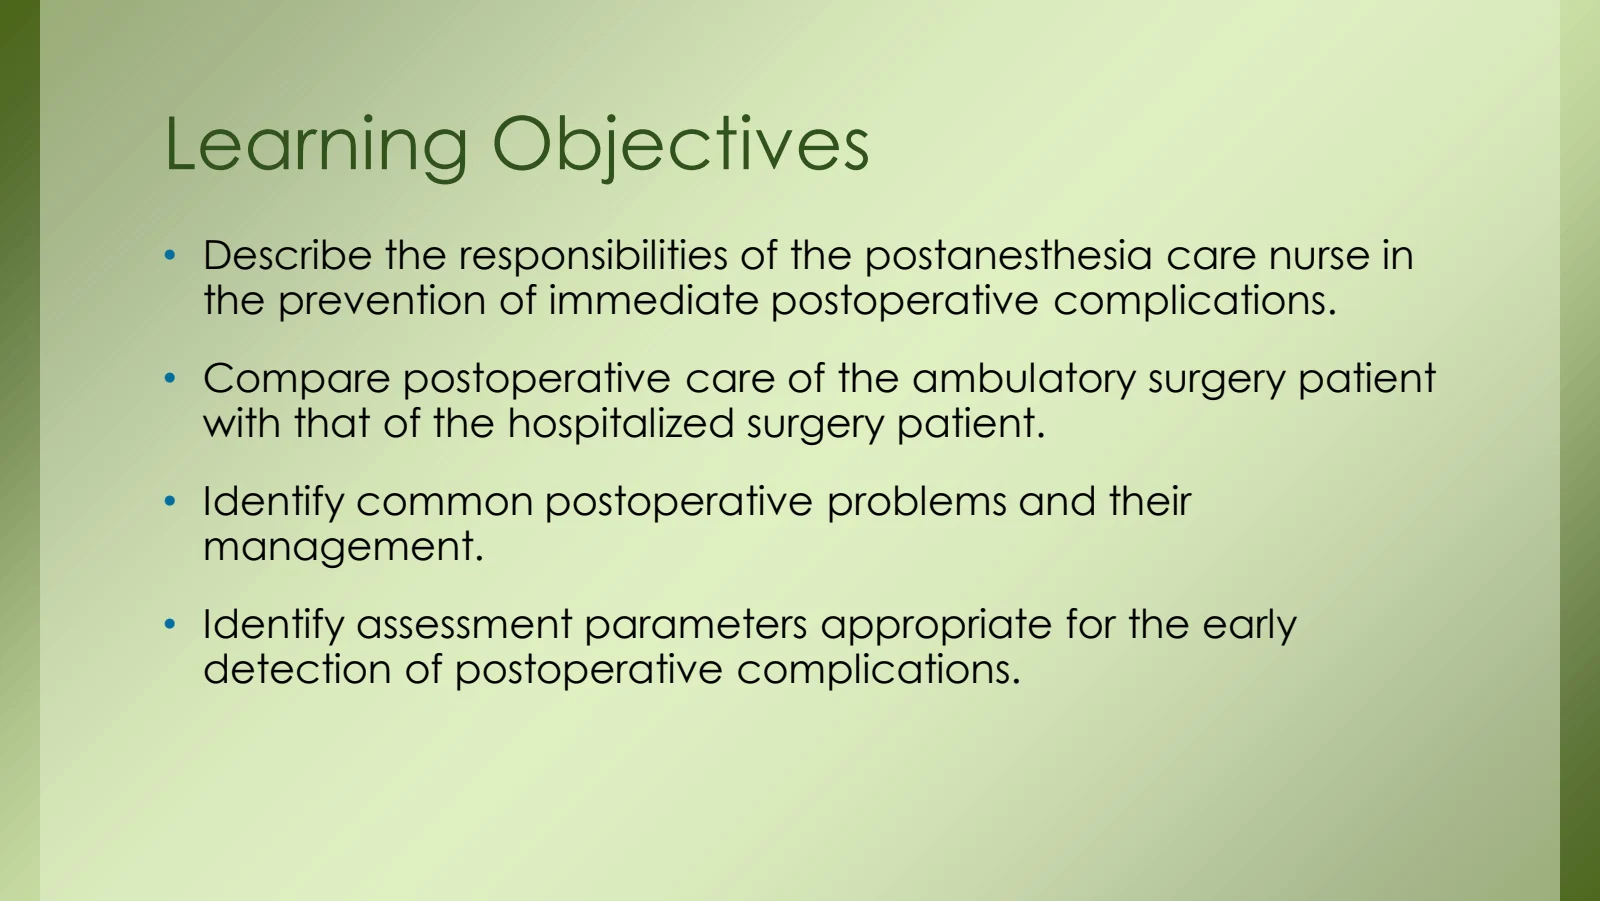 Learning Objectives
• Describe the responsibilities of the postanesthesia care nurse in
the prevention of immediate postoperative complications.
• Compare postoperative care of the ambulatory surgery patient
with that of the hospitalized surgery patient.
• Identify common postoperative problems and their
management.
• Identify assessment parameters appropriate for the early
detection of postoperative complications.